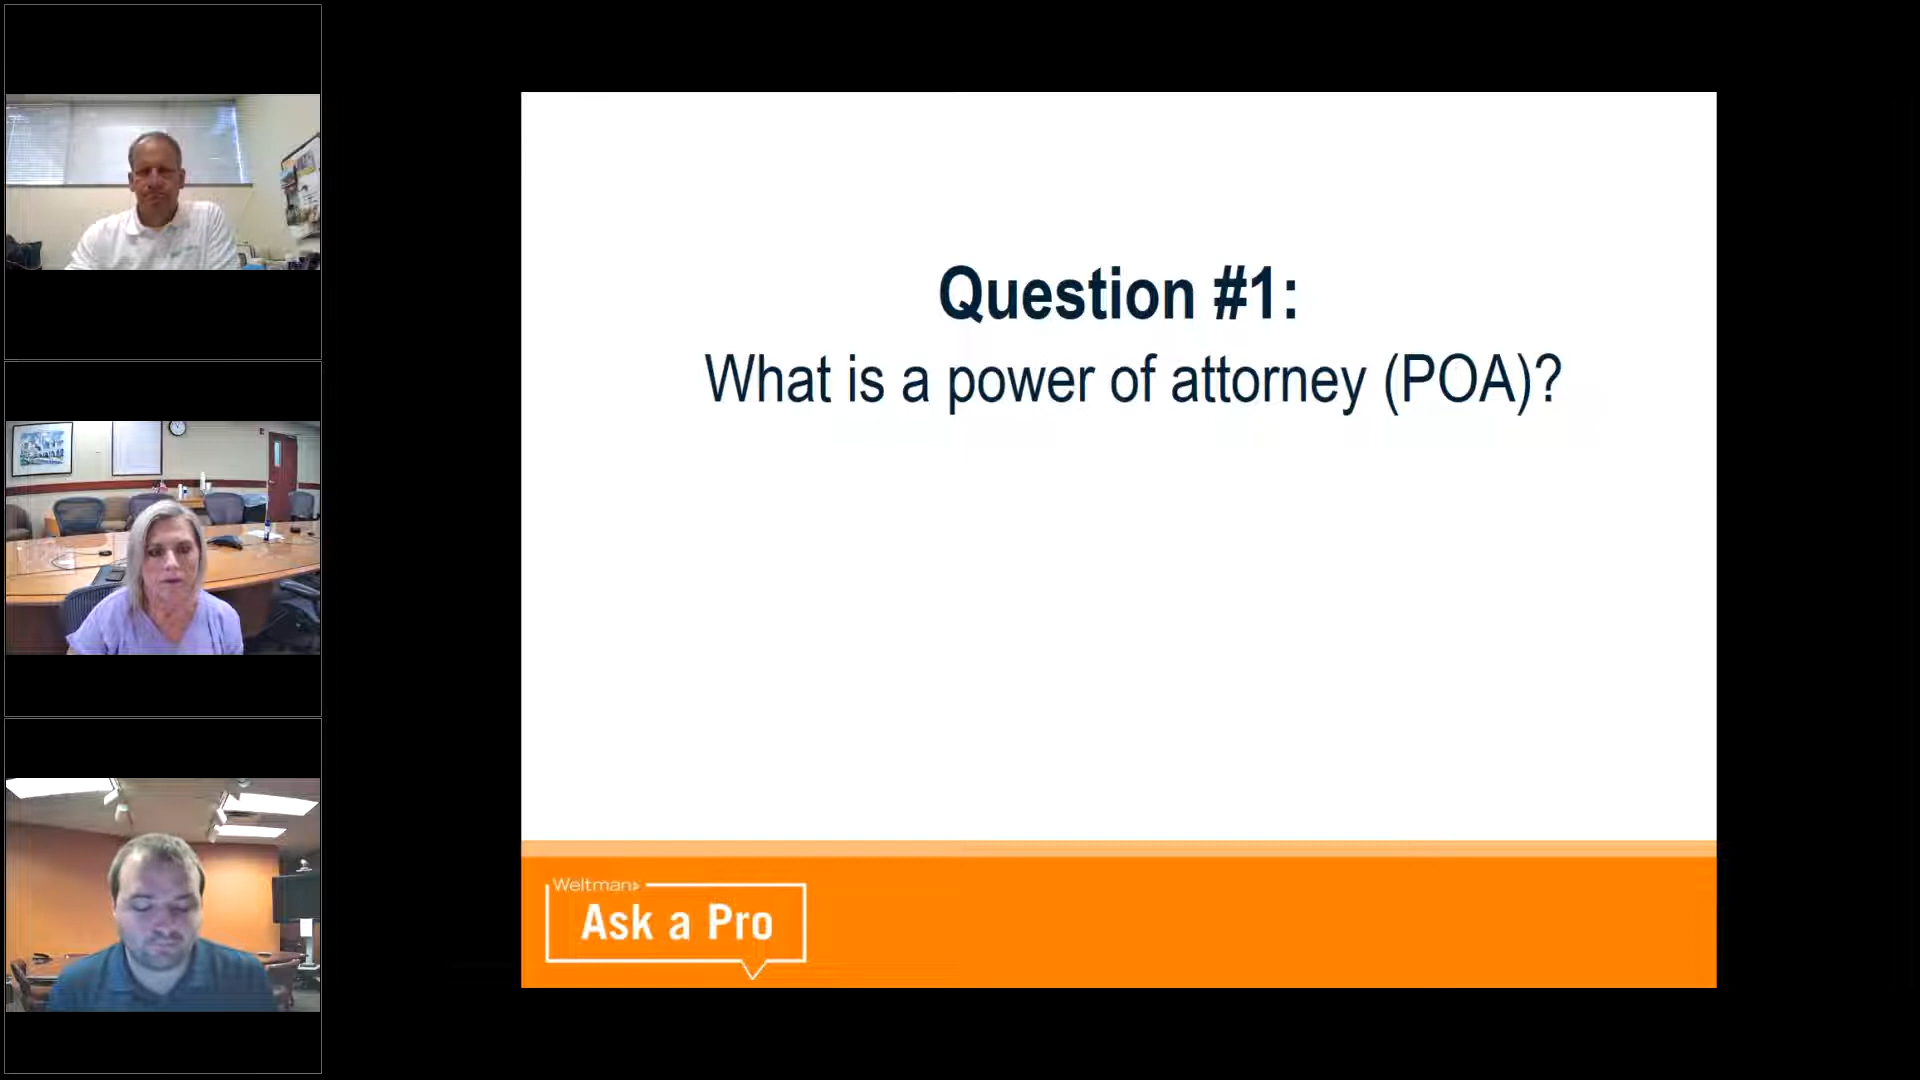 Question #1:
What is a power of attorney (POA)?
Weltman
Ask a Pro